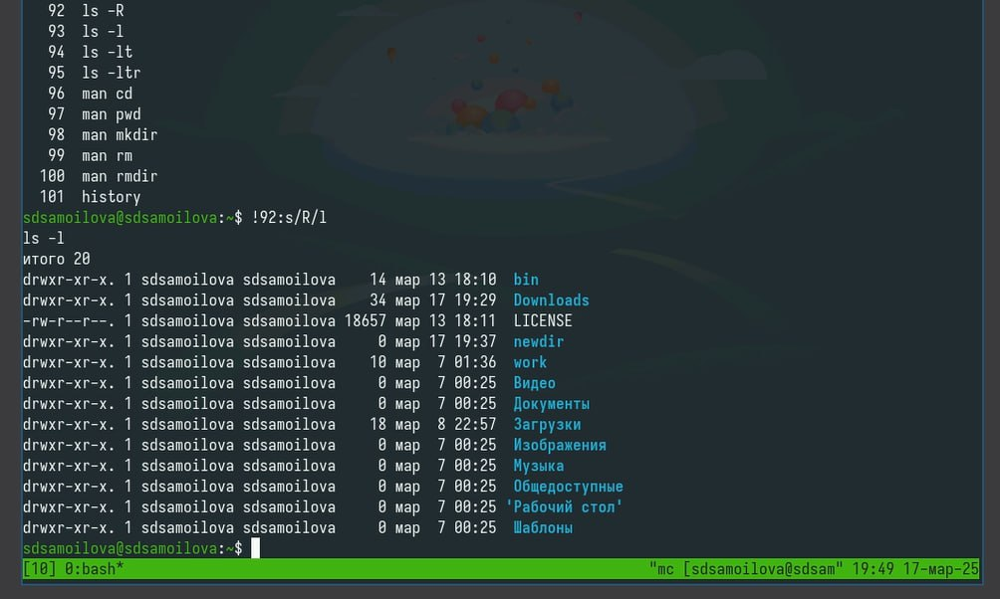 92 ls -R
93 ls -l
94 ls -lt
95 ls -ltr
96 man cd
97 man pwd
98 man mkdir
99 man rm
100 man rmdir
101 history
sdsamoilova@sdsamoilova:~$ !92:s/R/l
ls -l
итого 20
drwxr-xr-x. 1 sdsamoilova sdsamoilova 14 мар 13 18:10 bin
drwxr-xr-x. 1 sdsamoilova sdsamoilova 34 мар 17 19:29 Downloads
-rw-r--r--. 1 sdsamoilova sdsamoilova 18657 мар 13 18:11 LICENSE
drwxr-xr-x. 1 sdsamoilova sdsamoilova 0 мар 17 19:37 newdir
drwxr-xr-x. 1 sdsamoilova sdsamoilova 10 мар 7 01:36 work
drwxr-xr-x. 1 sdsamoilova sdsamoilova 0 мар 7 00:25 Видео
drwxr-xr-x. 1 sdsamoilova sdsamoilova 0 мар 7 00:25 Документы
drwxr-xr-x. 1 sdsamoilova sdsamoilova 18 мар 8 22:57 Загрузки
drwxr-xr-x. 1 sdsamoilova sdsamoilova 0 мар 7 00:25 Изображения
drwxr-xr-x. 1 sdsamoilova sdsamoilova 0 мар 7 00:25 Музыка
drwxr-xr-x. 1 sdsamoilova sdsamoilova 0 мар 7 00:25 Общедоступные
drwxr-xr-x. 1 sdsamoilova sdsamoilova 0 мар 7 00:25 'Рабочий стол'
drwxr-xr-x. 1 sdsamoilova sdsamoilova 0 мар 7 00:25 Шаблоны
sdsamoilova@sdsamoilova:~$
[10] 0:bash* "mc [sdsamoilova@sdsam" 19:49 17-мар-25